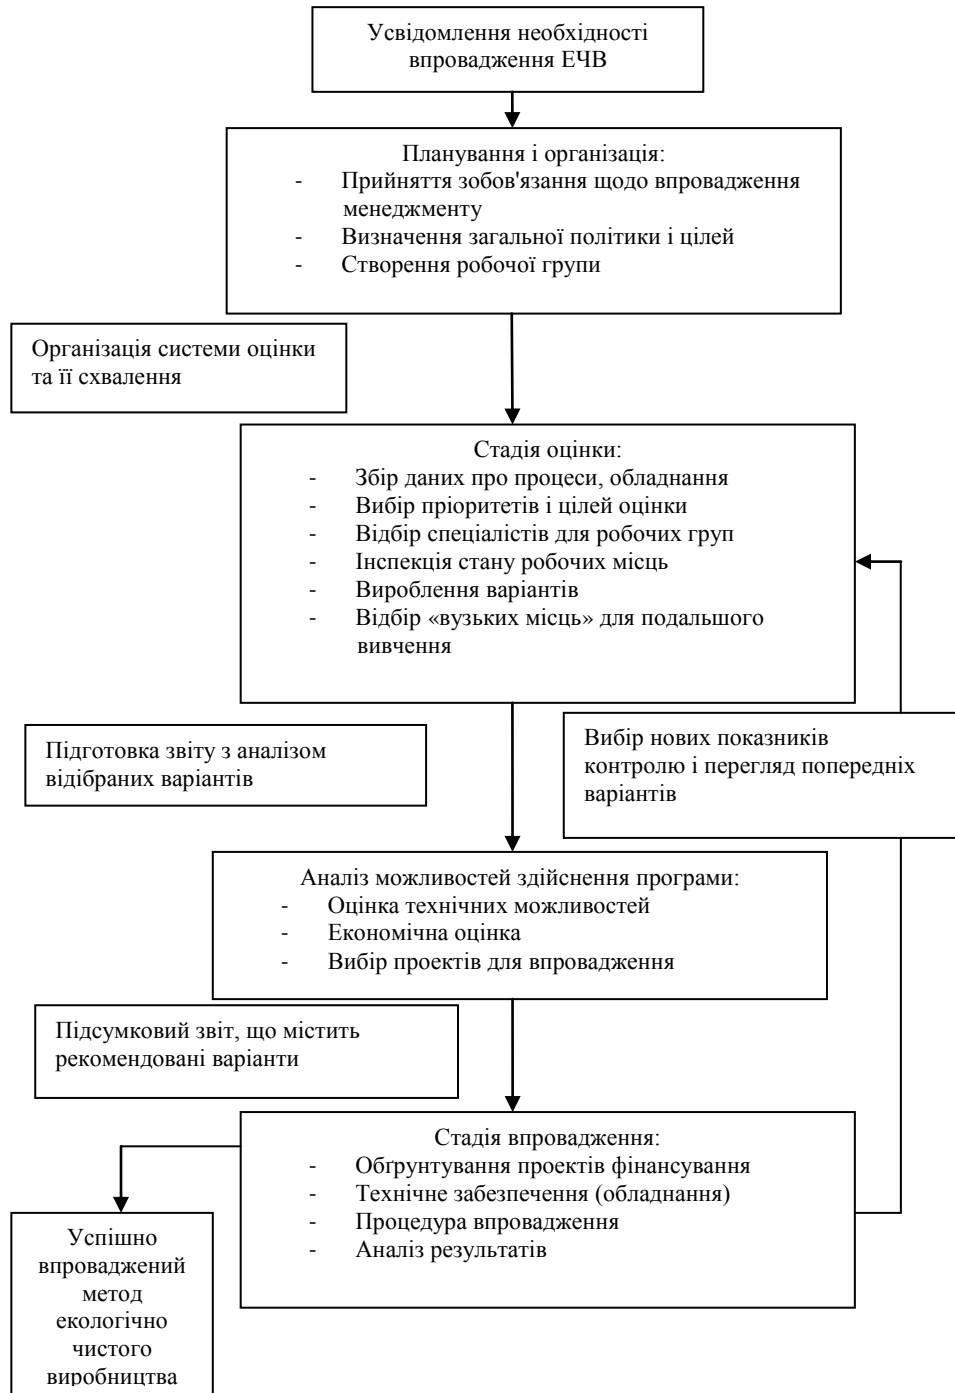 Усвідомлення необхідності
впровадження ЕЧВ
Планування і організація:
- Прийняття зобов'язання щодо впровадження
менеджменту
- Визначення загальної політики і цілей
- Створення робочої групи
Організація системи оцінки
та її схвалення
Стадія оцінки:
- Збір даних про процеси, обладнання
- Вибір пріоритетів і цілей оцінки
- Відбір спеціалістів для робочих груп
- Інспекція стану робочих місць
- Вироблення варіантів
- Відбір «вузьких місць» для подальшого
вивчення
Підготовка звіту з аналізом
відібраних варіантів
Вибір нових показників
контролю і перегляд попередніх
варіантів
Аналіз можливостей здійснення програми:
- Оцінка технічних можливостей
- Економічна оцінка
- Вибір проектів для впровадження
Підсумковий звіт, що містить
рекомендовані варіанти
Стадія впровадження:
- Обґрунтування проектів фінансування
- Технічне забезпечення (обладнання)
- Процедура впровадження
- Аналіз результатів
Успішно
впроваджений
метод
екологічно
чистого
виробництва